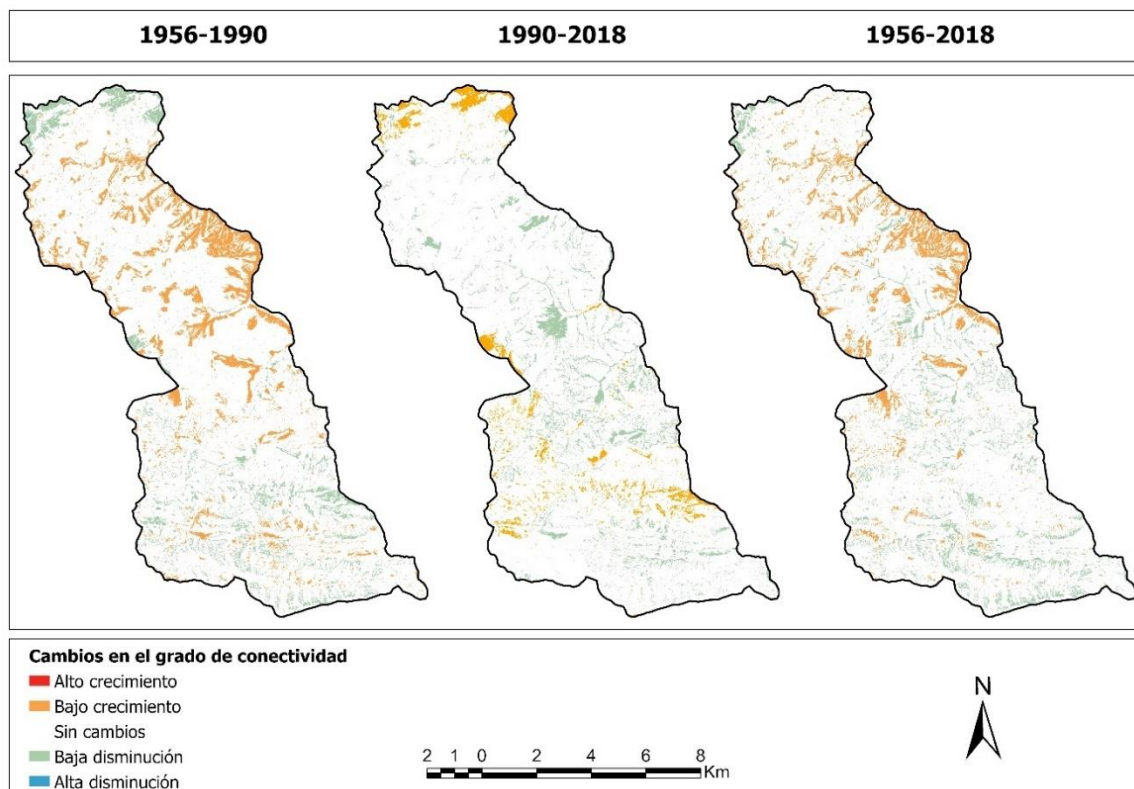 1956-1990 1990-2018 1956-2018
Cambios en el grado de conectividad
Alto crecimiento
Bajo crecimiento
Sin cambios
Baja disminución
Alta disminución
2 1 0 2 4 6 8
Km
N